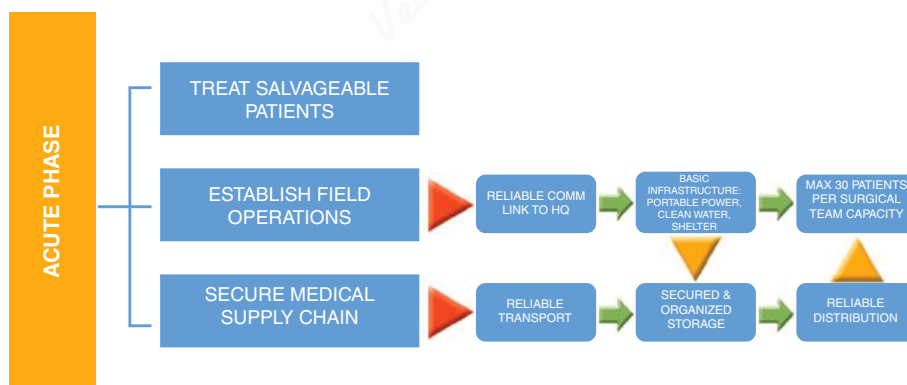 ACUTE PHASE
TREAT SALVAGEABLE
PATIENTS
ESTABLISH FIELD
OPERATIONS
RELIABLE COMM
LINK TO HQ
BASIC
INFRASTRUCTURE:
PORTABLE POWER,
CLEAN WATER,
SHELTER
MAX 30 PATIENTS
PER SURGICAL
TEAM CAPACITY
SECURE MEDICAL
SUPPLY CHAIN
RELIABLE
TRANSPORT
SECURED &
ORGANIZED
STORAGE
RELIABLE
DISTRIBUTION